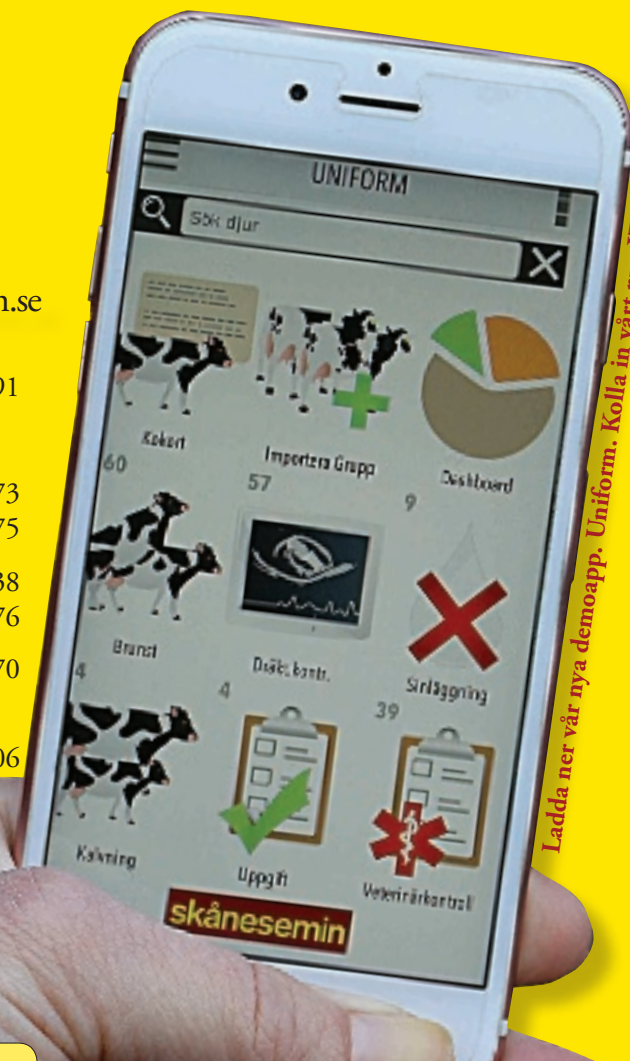 UNIFORM
Sök djur
Kokort
Importera Grupp
Dashboard
60
57
9
Brunst
Dräkt.kontr.
Sinläggning
4
4
39
Kalvning
Uppgift
Veterinärkontroll
skånesemin
n.se
91
73
75
38
76
70
06
Ladda ner vår nya demoapp. Uniform. Kolla in vårt